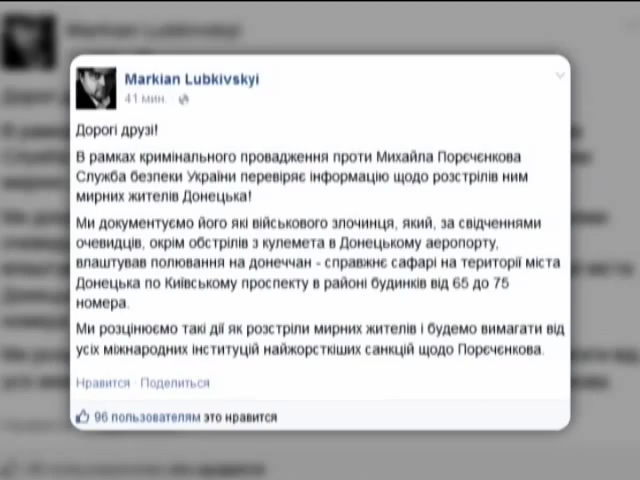 Markian Lubkivskyi
41 мин.
Дорогі друзі!
В рамках кримінального провадження проти Михайла Порєчєнкова
Служба безпеки України перевіряє інформацію щодо розстрілів ним
мирних жителів Донецька!
Ми документуємо його які військового злочинця, який, за свідченнями
очевидців, окрім обстрілів з кулемета в Донецькому аеропорту,
влаштував полювання на донеччан - справжнє сафарі на території міста
Донецька по Київському проспекту в районі будинків від 65 до 75
номера.
Ми розцінюємо такі дії як розстріли мирних жителів і будемо вимагати від
усіх міжнародних інституцій найжорсткіших санкцій щодо Порєчєнкова.
Нравится · Поделиться
96 пользователям это нравится